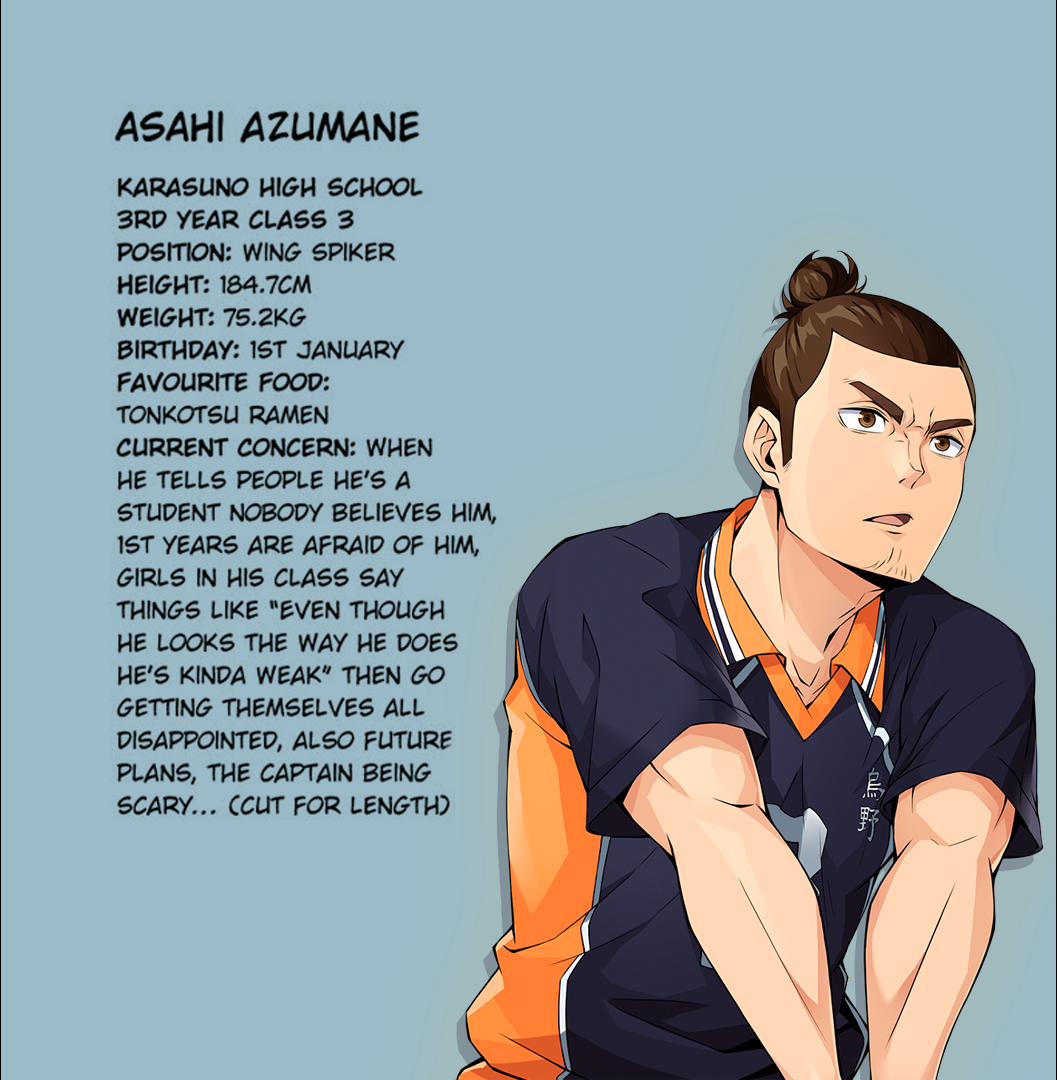 ASAHI AZUMANE
KARASUNO HIGH SCHOOL
3RD YEAR CLASS 3
POSITION: WING SPIKER
HEIGHT: 184.7CM
WEIGHT: 75.2KG
BIRTHDAY: 1ST JANUARY
FAVOURITE FOOD:
TONKOTSU RAMEN
CURRENT CONCERN: WHEN
HE TELLS PEOPLE HE'S A
STUDENT NOBODY BELIEVES HIM,
1ST YEARS ARE AFRAID OF HIM,
GIRLS IN HIS CLASS SAY
THINGS LIKE "EVEN THOUGH
HE LOOKS THE WAY HE DOES
HE'S KINDA WEAK" THEN GO
GETTING THEMSELVES ALL
DISAPPOINTED, ALSO FUTURE
PLANS, THE CAPTAIN BEING
SCARY... (CUT FOR LENGTH)
烏野